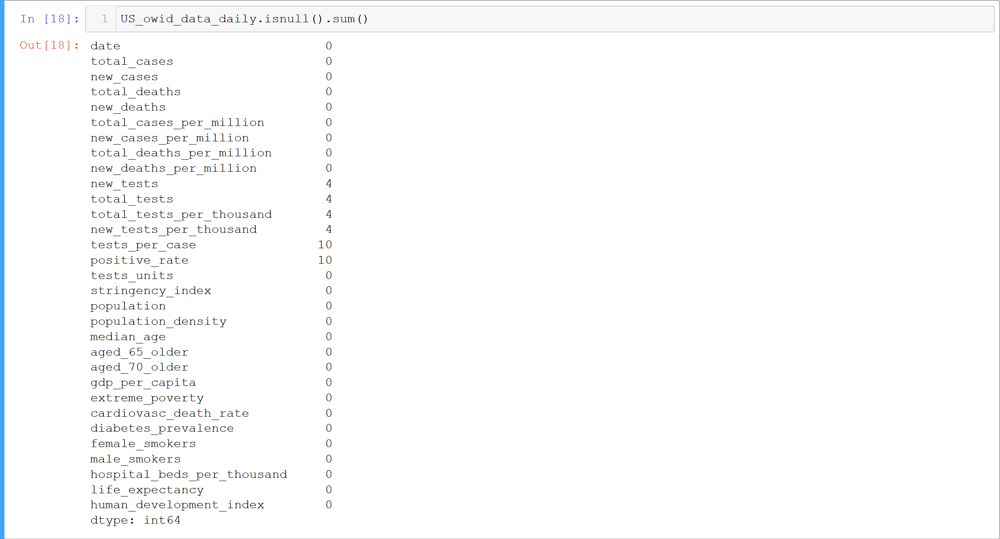 In [18]: 1 US_owid_data_daily.isnull().sum()
Out[18]: date 0
total_cases 0
new_cases 0
total_deaths 0
new_deaths 0
total_cases_per_million 0
new_cases_per_million 0
total_deaths_per_million 0
new_deaths_per_million 0
new_tests 4
total_tests 4
total_tests_per_thousand 4
new_tests_per_thousand 4
tests_per_case 10
positive_rate 10
tests_units 0
stringency_index 0
population 0
population_density 0
median_age 0
aged_65_older 0
aged_70_older 0
gdp_per_capita 0
extreme_poverty 0
cardiovasc_death_rate 0
diabetes_prevalence 0
female_smokers 0
male_smokers 0
hospital_beds_per_thousand 0
life_expectancy 0
human_development_index 0
dtype: int64